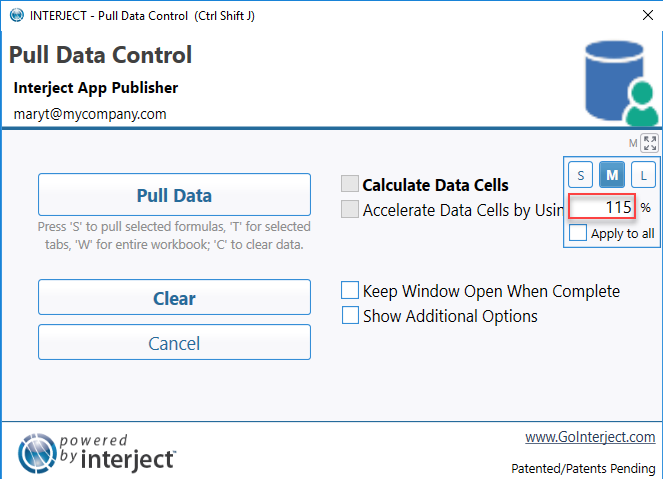 INTERJECT - Pull Data Control (Ctrl Shift J)
Pull Data Control
Interject App Publisher
maryt@mycompany.com
M
S M L
115 %
Apply to all
Pull Data
Press 'S' to pull selected formulas, 'T' for selected
tabs, 'W' for entire workbook; 'C' to clear data.
Calculate Data Cells
Accelerate Data Cells by Usin
Clear
Cancel
Keep Window Open When Complete
Show Additional Options
powered
by interject™
www.GoInterject.com
Patented/Patents Pending